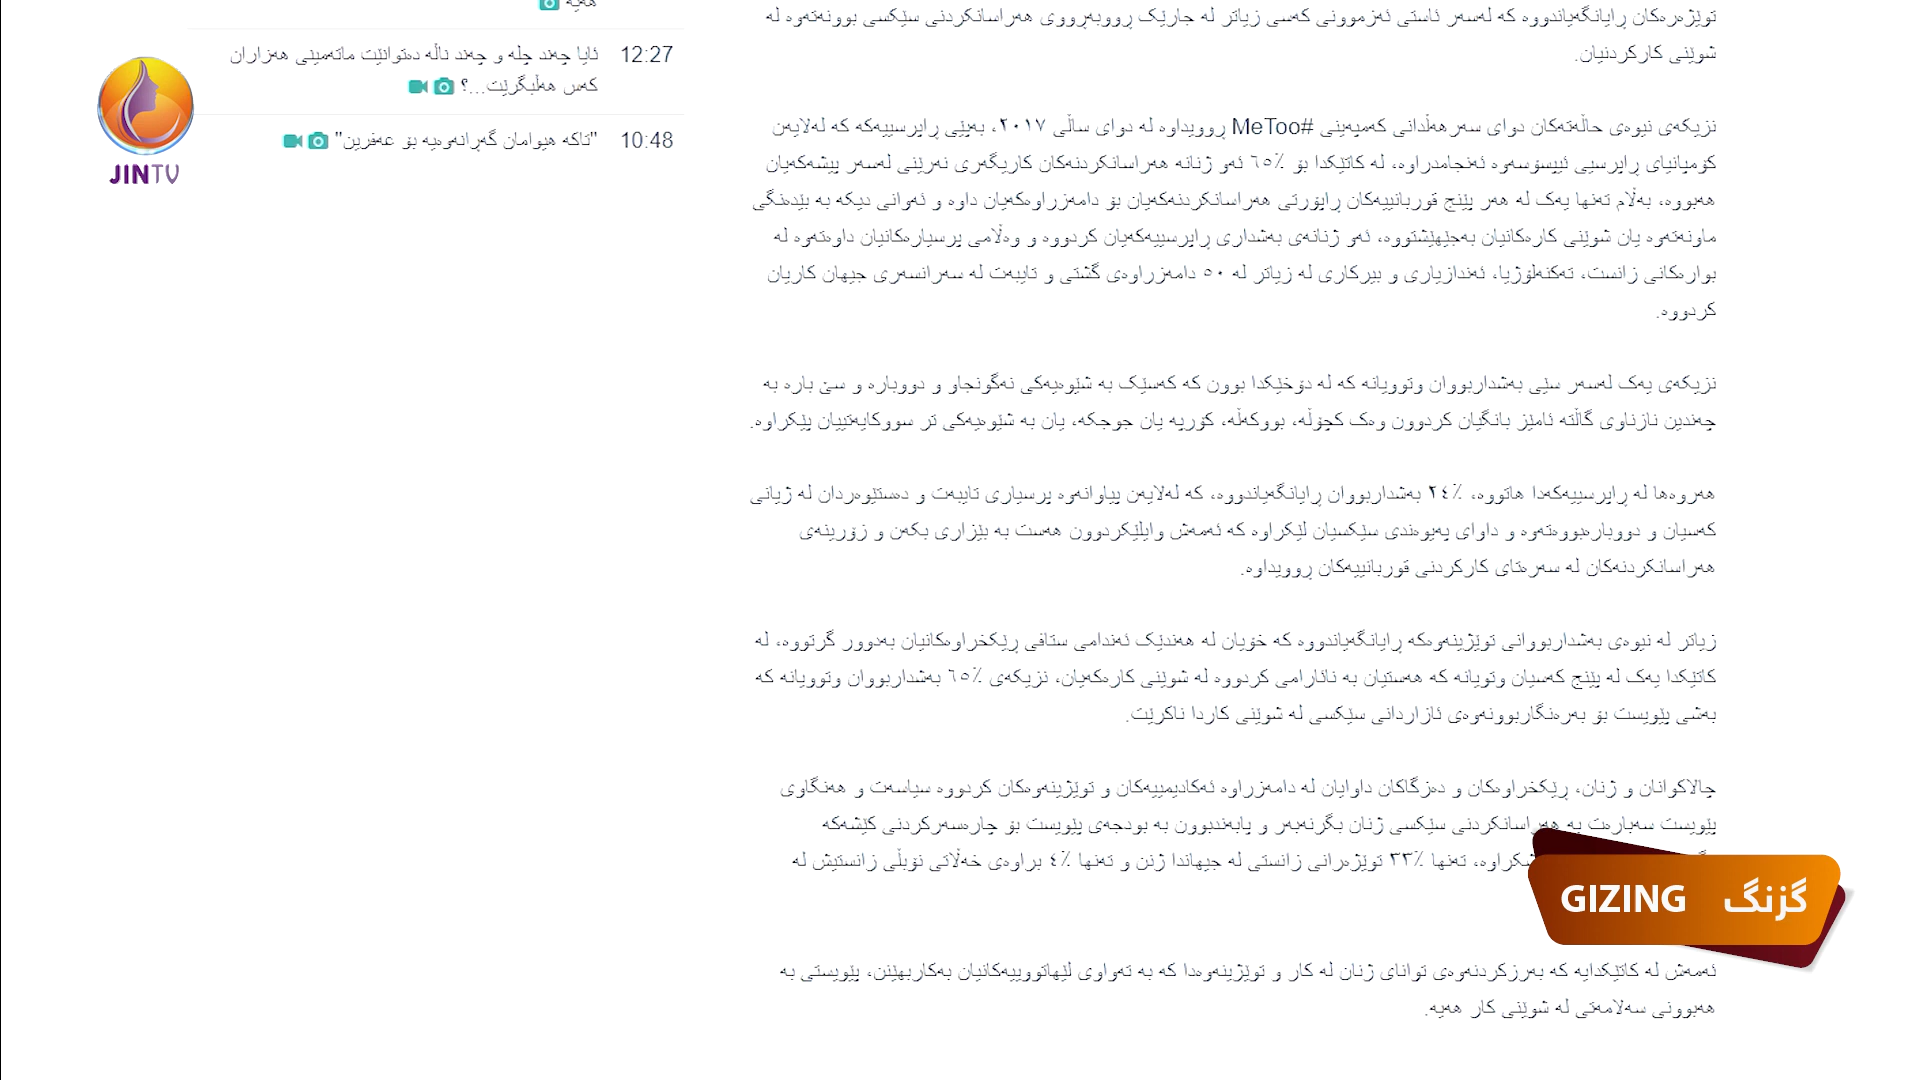 توێژەرەکان ڕایانگەیاندووە کە لەسەر ئاستی ئەزموونی کەسی زیاتر لە جارێک ڕووبەڕووی هەراسانکردنی سێکسی بوونەتەوە لە
شوێنی کارکردنیان.
نزیکەی نیوەی حاڵەتەکان دوای سەرهەڵدانی کەمپەینی #MeToo ڕوویداوە لە دوای ساڵی ٢٠١٧، بەپێی ڕاپرسییەکە کە لەلایەن
کۆمپانیای ڕاپرسیی ئیپسۆسەوە ئەنجامدراوە، لە کاتێکدا بۆ ٦٥٪ ئەو ژنانە هەراسانکردنەکان کاریگەری نەرێنی لەسەر پیشەکەیان
هەبووە، بەڵام تەنها یەک لە هەر پێنج قوربانییەکان ڕاپۆرتی هەراسانکردنەکەیان بۆ دامەزراوەکەیان داوە و ئەوانی دیکە بە بێدەنگی
ماونەتەوە یان شوێنی کارەکانیان بەجێهێشتووە، ئەو ژنانەی بەشداری ڕاپرسییەکەیان کردووە و وەڵامی پرسیارەکانیان داوەتەوە لە
بوارەکانی زانست، تەکنەلۆژیا، ئەندازیاری و بیرکاری لە زیاتر لە ٥٠ دامەزراوەی گشتی و تایبەت لە سەرانسەری جیهان کاریان
کردووە.
نزیکەی یەک لەسەر سێی بەشداربووان وتوویانە کە لە دۆخێکدا بوون کە کەسێک بە شێوەیەکی نەگونجاو و دووبارە و سێ بارە بە
چەندین نازناوی گاڵتە ئامێز بانگیان کردوون وەک کچۆڵە، بووکەڵە، کۆرپە یان جوجکە، یان بە شێوەیەکی تر سووکایەتییان پێکراوە.
هەروەها لە ڕاپرسییەکەدا هاتووە، ٢٤٪ بەشداربووان ڕایانگەیاندووە، کە لەلایەن پیاوانەوە پرسیاری تایبەت و دەستێوەردان لە ژیانی
کەسیان و دووبارەبووەتەوە و داوای پەیوەندی سێکسیان لێکراوە کە ئەمەش وایلێکردوون هەست بە بێزاری بکەن و زۆرینەی
هەراسانکردنەکان لە سەرەتای کارکردنی قوربانییەکان ڕوویداوە.
زیاتر لە نیوەی بەشداربووانی توێژینەوەکە ڕایانگەیاندووە کە خۆیان لە هەندێک ئەندامی ستافی ڕێکخراوەکانیان بەدوور گرتووە، لە
کاتێکدا یەک لە پێنج کەسیان وتویانە کە هەستیان بە نائارامی کردووە لە شوێنی کارەکەیان، نزیکەی ٦٥٪ بەشداربووان وتوویانە کە
بەشی پێویست بۆ بەرەنگاربوونەوەی ئازاردانی سێکسی لە شوێنی کاردا ناکرێت.
چالاکوانان و ژنان، ڕێکخراوەکان و دەزگاکان داوایان لە دامەزراوە ئەکادیمییەکان و توێژینەوەکان کردووە سیاسەت و هەنگاوی
پێویست سەبارەت بە هەراسانکردنی سێکسی ژنان بگرنەبەر و پابەندبوون بە بودجەی پێویست بۆ چارەسەرکردنی کێشەکە
تەنها ٣٣٪ توێژەرانی زانستی لە جیهاندا ژنن و تەنها ٤٪ براوەی خەڵاتی نۆبڵی زانستیش لە
ئەمەش لە کاتێکدایە کە بەرزکردنەوەی توانای ژنان لە کار و توێژینەوەدا کە بە تەواوی لێهاتووییەکانیان بەکاربهێنن، پێویستی بە
هەبوونی سەلامەتی لە شوێنی کار هەیە.
هەیە
12:27 ئایا چەند چڵە و چەند ناڵە دەتوانێت ماتەمینی هەزاران
کەس هەڵبگرێت...؟
10:48 "تاکە هیوامان گەڕانەوەیە بۆ عەفرین"
JINTV
GIZING گزنگ